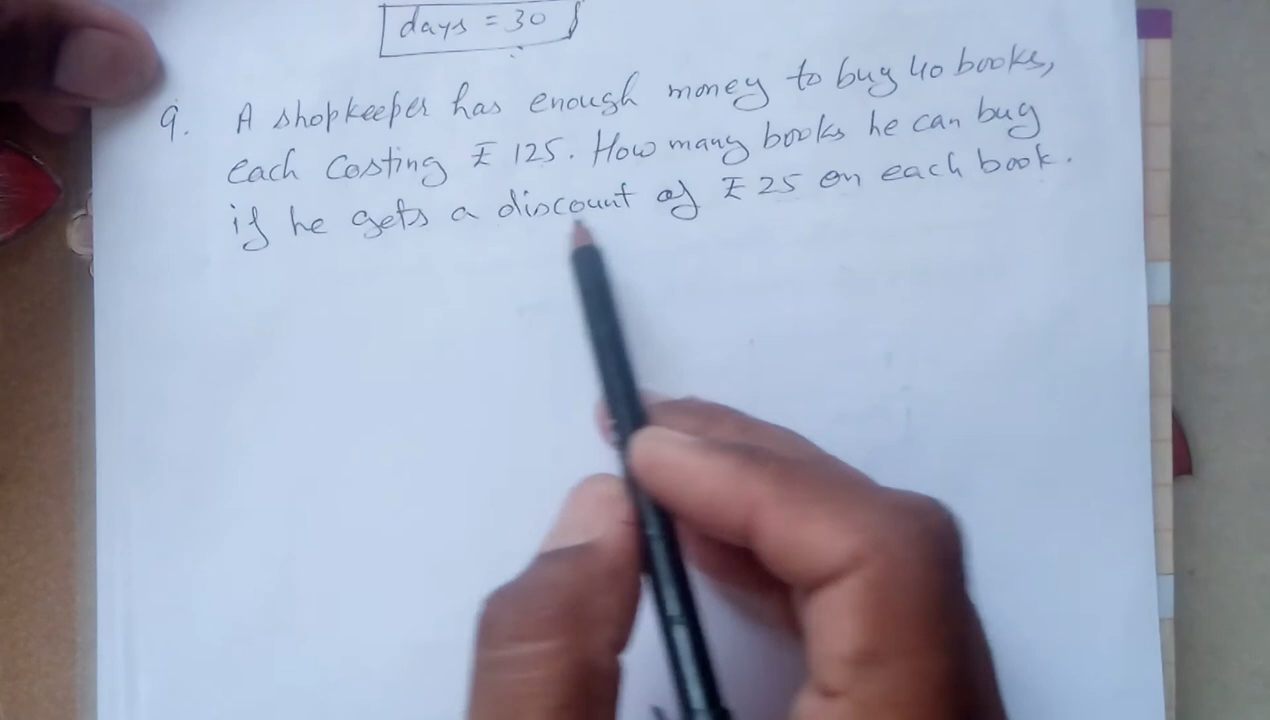 days = 30
9. A shopkeeper has enough money to buy 40 books,
each costing ₹ 125. How many books he can buy
if he gets a discount of ₹ 25 on each book.